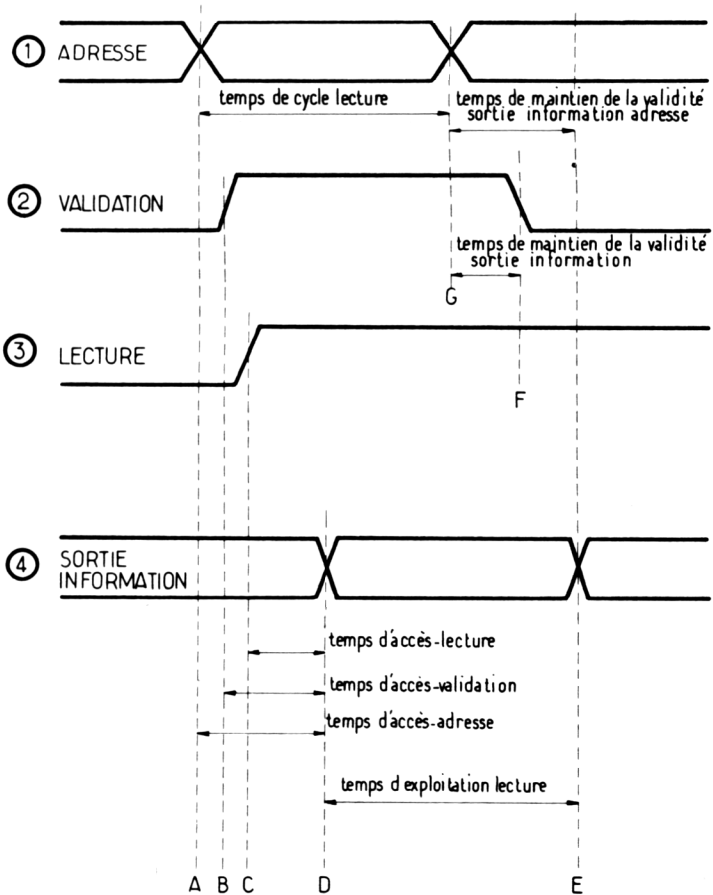 1 ADRESSE
temps de cycle lecture
temps de maintien de la validité
sortie information adresse
2 VALIDATION
temps de maintien de la validité
sortie information
G
3 LECTURE
F
4 SORTIE
INFORMATION
temps d'accès-lecture
temps d'accès-validation
temps d'accès-adresse
temps d'exploitation lecture
A B C D E